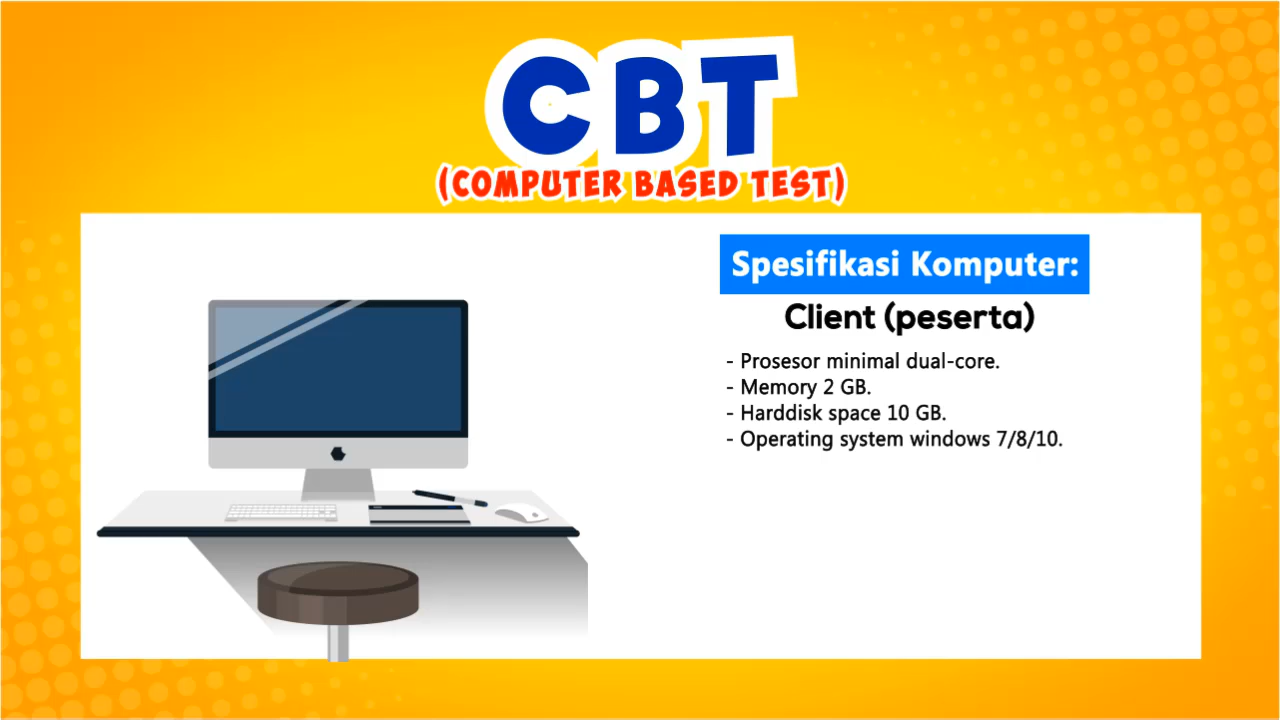 CBT
(COMPUTER BASED TEST)
Spesifikasi Komputer:
Client (peserta)
- Prosesor minimal dual-core.
- Memory 2 GB.
- Harddisk space 10 GB.
- Operating system windows 7/8/10.